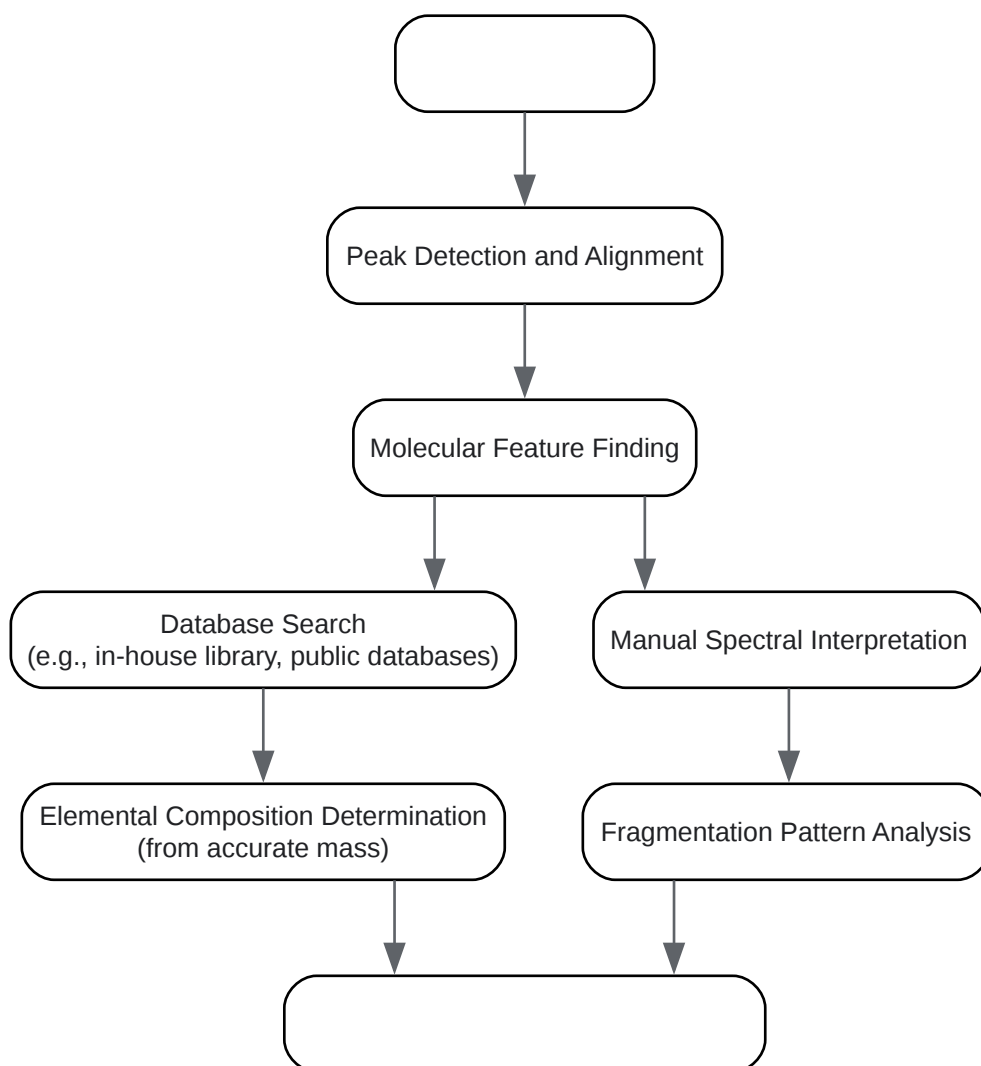 Peak Detection and Alignment
Molecular Feature Finding
Database Search
(e.g., in-house library, public databases)
Manual Spectral Interpretation
Elemental Composition Determination
(from accurate mass)
Fragmentation Pattern Analysis